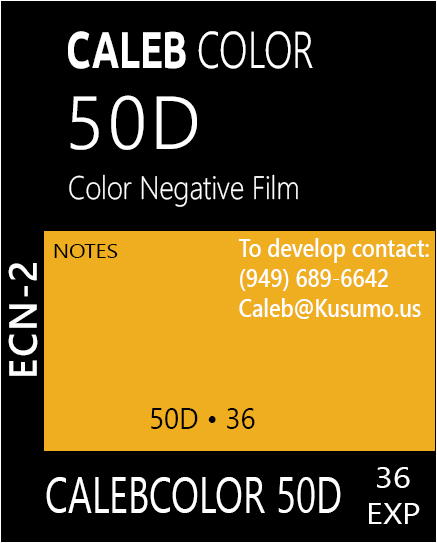 CALEB COLOR
50D
Color Negative Film
ECN-2
NOTES
To develop contact:
(949) 689-6642
Caleb@Kusumo.us
50D • 36
CALEBCOLOR 50D
36
EXP